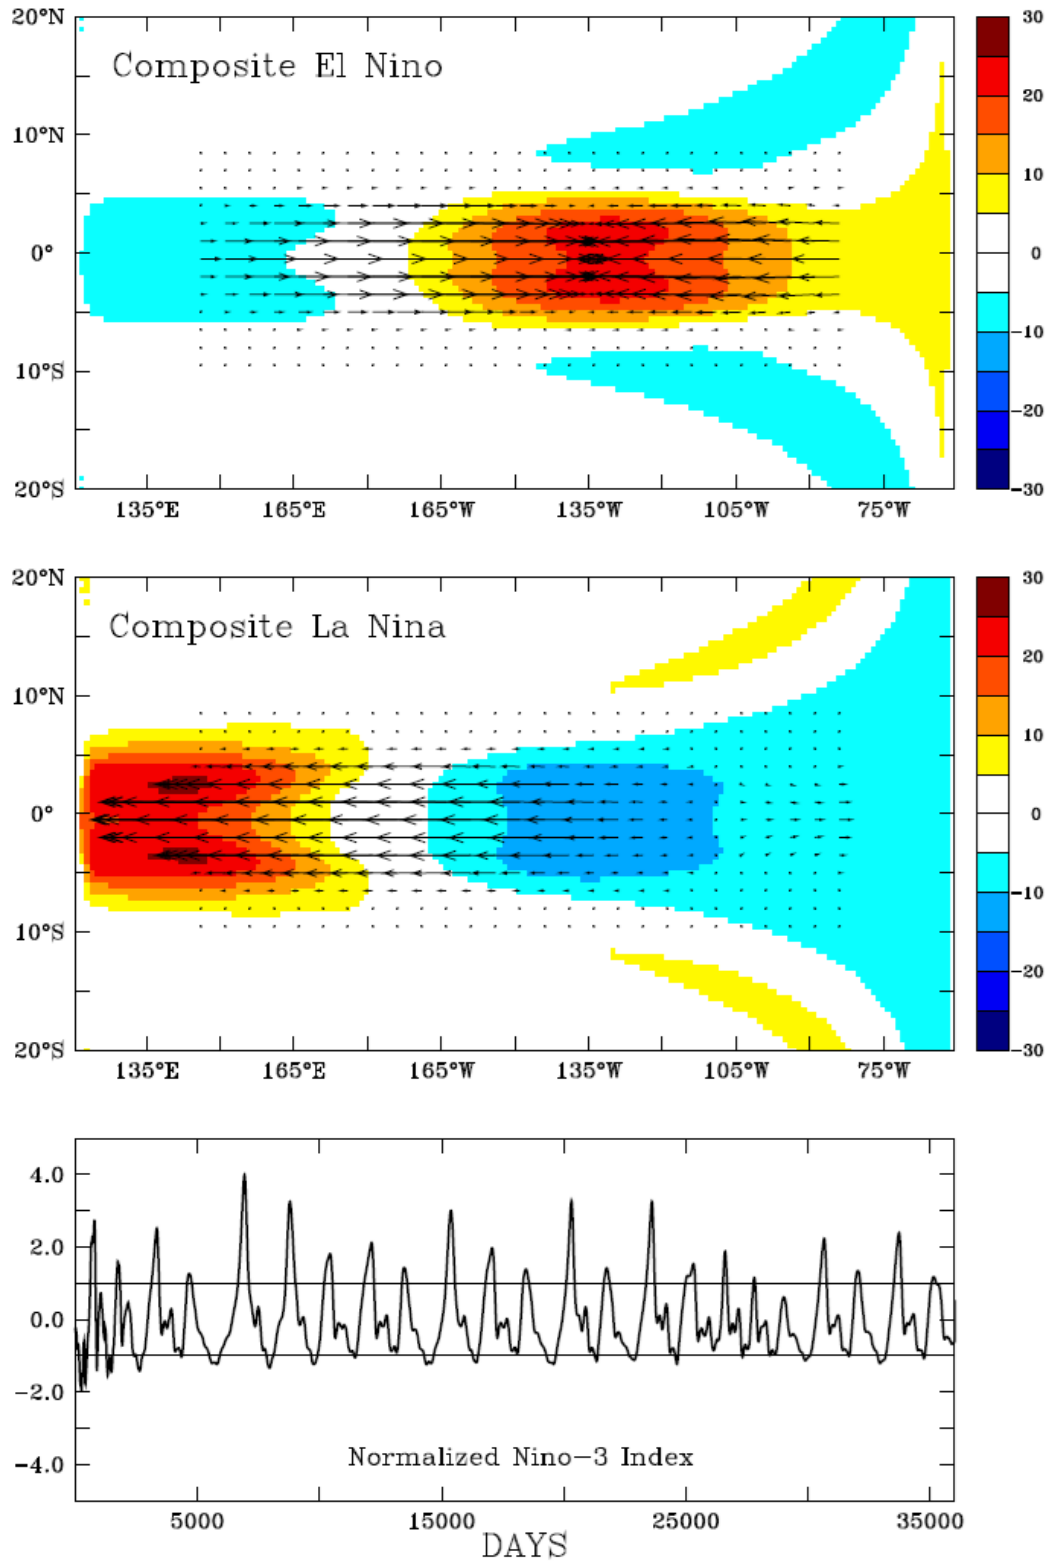 20°N
Composite El Nino
10°N
0°
10°S
20°S
135°E 165°E 165°W 135°W 105°W 75°W
30
20
10
0
-10
-20
-30
20°N
Composite La Nina
10°N
0°
10°S
20°S
135°E 165°E 165°W 135°W 105°W 75°W
30
20
10
0
-10
-20
-30
4.0
2.0
0.0
-2.0
-4.0
Normalized Nino-3 Index
5000 15000 25000 35000
DAYS